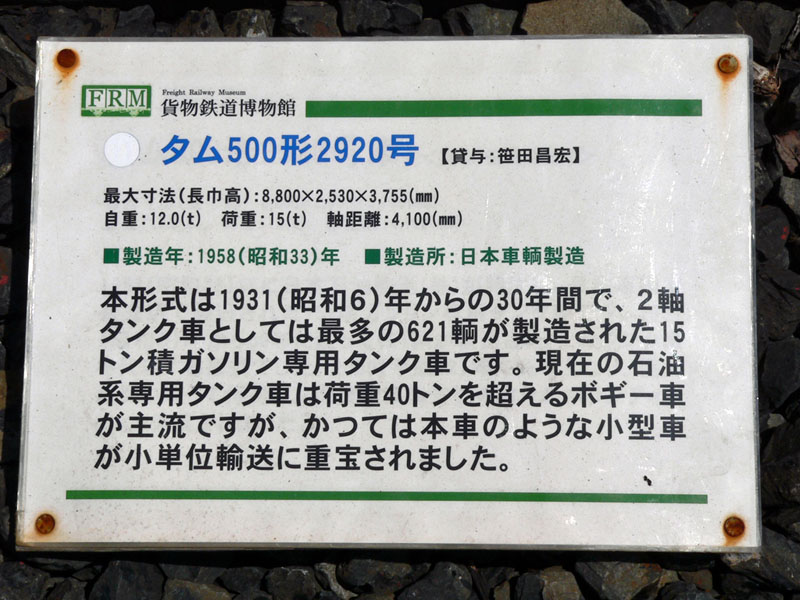 FRM
Freight Railway Museum
貨物鉄道博物館
タム500形2920号 【貸与:笹田昌宏】
最大寸法(長巾高):8,800×2,530×3,755(㎜)
自重:12.0(t) 荷重:15(t) 軸距離:4,100(㎜)
■製造年:1958(昭和33)年 ■製造所:日本車輌製造
本形式は1931(昭和6)年からの30年間で、2軸
タンク車としては最多の621輌が製造された15
トン積ガソリン専用タンク車です。現在の石油
系専用タンク車は荷重40トンを超えるボギー車
が主流ですが、かつては本車のような小型車
が小単位輸送に重宝されました。